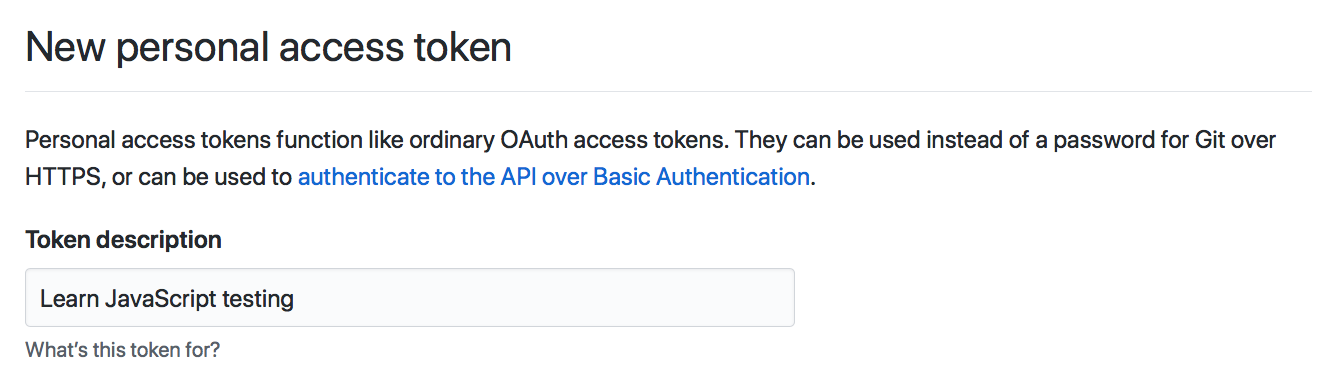 New personal access token
Personal access tokens function like ordinary OAuth access tokens. They can be used instead of a password for Git over
HTTPS, or can be used to authenticate to the API over Basic Authentication.
Token description
Learn JavaScript testing
What’s this token for?